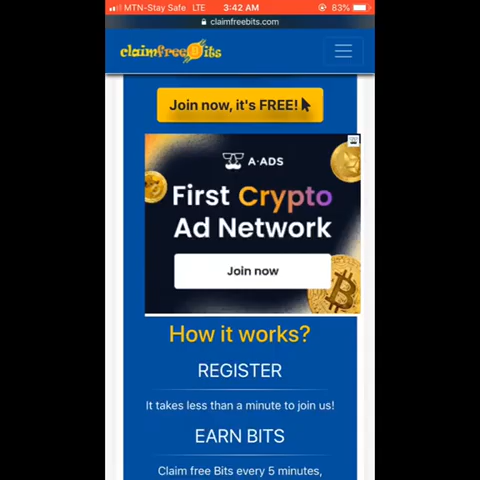 MTN-Stay Safe LTE 3:42 AM 83%
claimfreebits.com
claimfreeBits
Join now, it's FREE!
A-ADS
First Crypto
Ad Network
Join now
How it works?
REGISTER
It takes less than a minute to join us!
EARN BITS
Claim free Bits every 5 minutes,